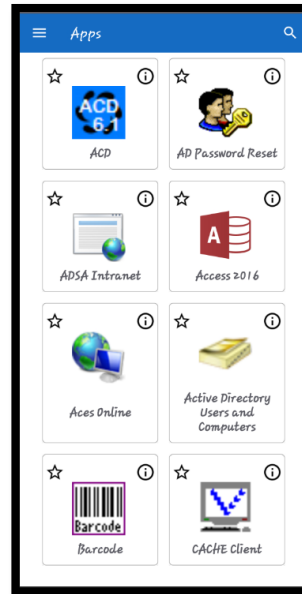 Apps
ACD
6.1
ACD
AD Password Reset
ADSA Intranet
A
Access 2016
Aces Online
Active Directory
Users and
Computers
Barcode
Barcode
CACHE Client